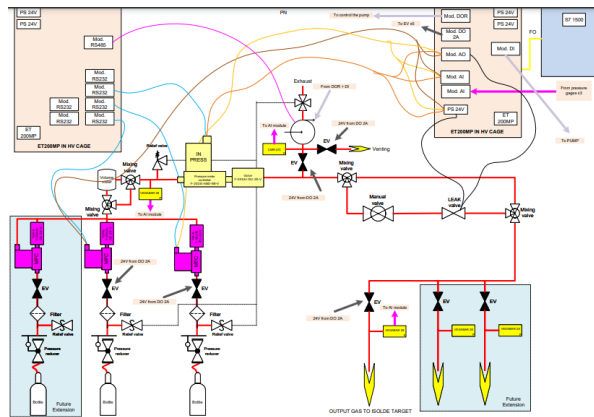 PS 24V
PS 24V
Mod.
RS485
Mod.
RS232
Mod.
RS232
Mod.
RS232
Mod.
RS232
Mod.
RS232
Mod.
RS232
ET
200MP
ET200MP IN HV CAGE
PN
To control the pump
To EV x6
Mod. DOR
Mod. DO
2A
Mod. AO
Mod. AI
Mod. AI
PS 24V
PS 24V
PS 24V
Mod. DI
ET
200MP
ET200MP IN HV CAGE
FO
S7 1500
From pressure
gages x3
To PUMP
Exhaust
From DOR + DI
24V from DO 2A
To AI module
EV
Venting
EV
24V from DO 2A
IN
PRESS
Relief valve
Mixing
valve
Mixing
valve
To AI module
Mixing
valve
Manual
valve
LEAK
valve
Mixing
valve
MFC
MFC
MFC
EV
EV
EV
24V from DO 2A
24V from DO 2A
Filter
Filter
Filter
Relief valve
Relief valve
Relief valve
Pressure
reducer
Pressure
reducer
Pressure
reducer
Bottle
Bottle
Bottle
Future
Extension
EV
EV
EV
To AI module
24V from DO 2A
OUTPUT GAS TO ISOLDE TARGET
Future
Extension